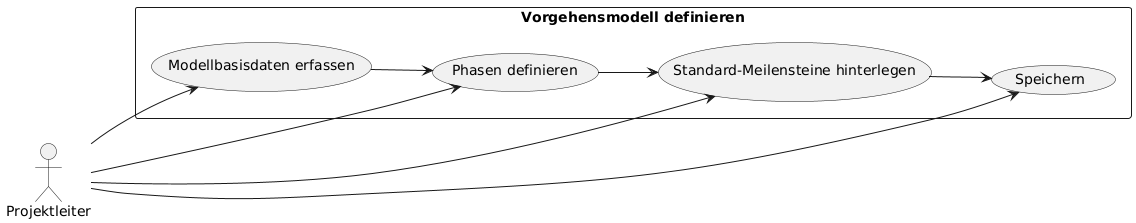 Vorgehensmodell definieren
Modellbasisdaten erfassen
Phasen definieren
Standard-Meilensteine hinterlegen
Speichern
Projektleiter